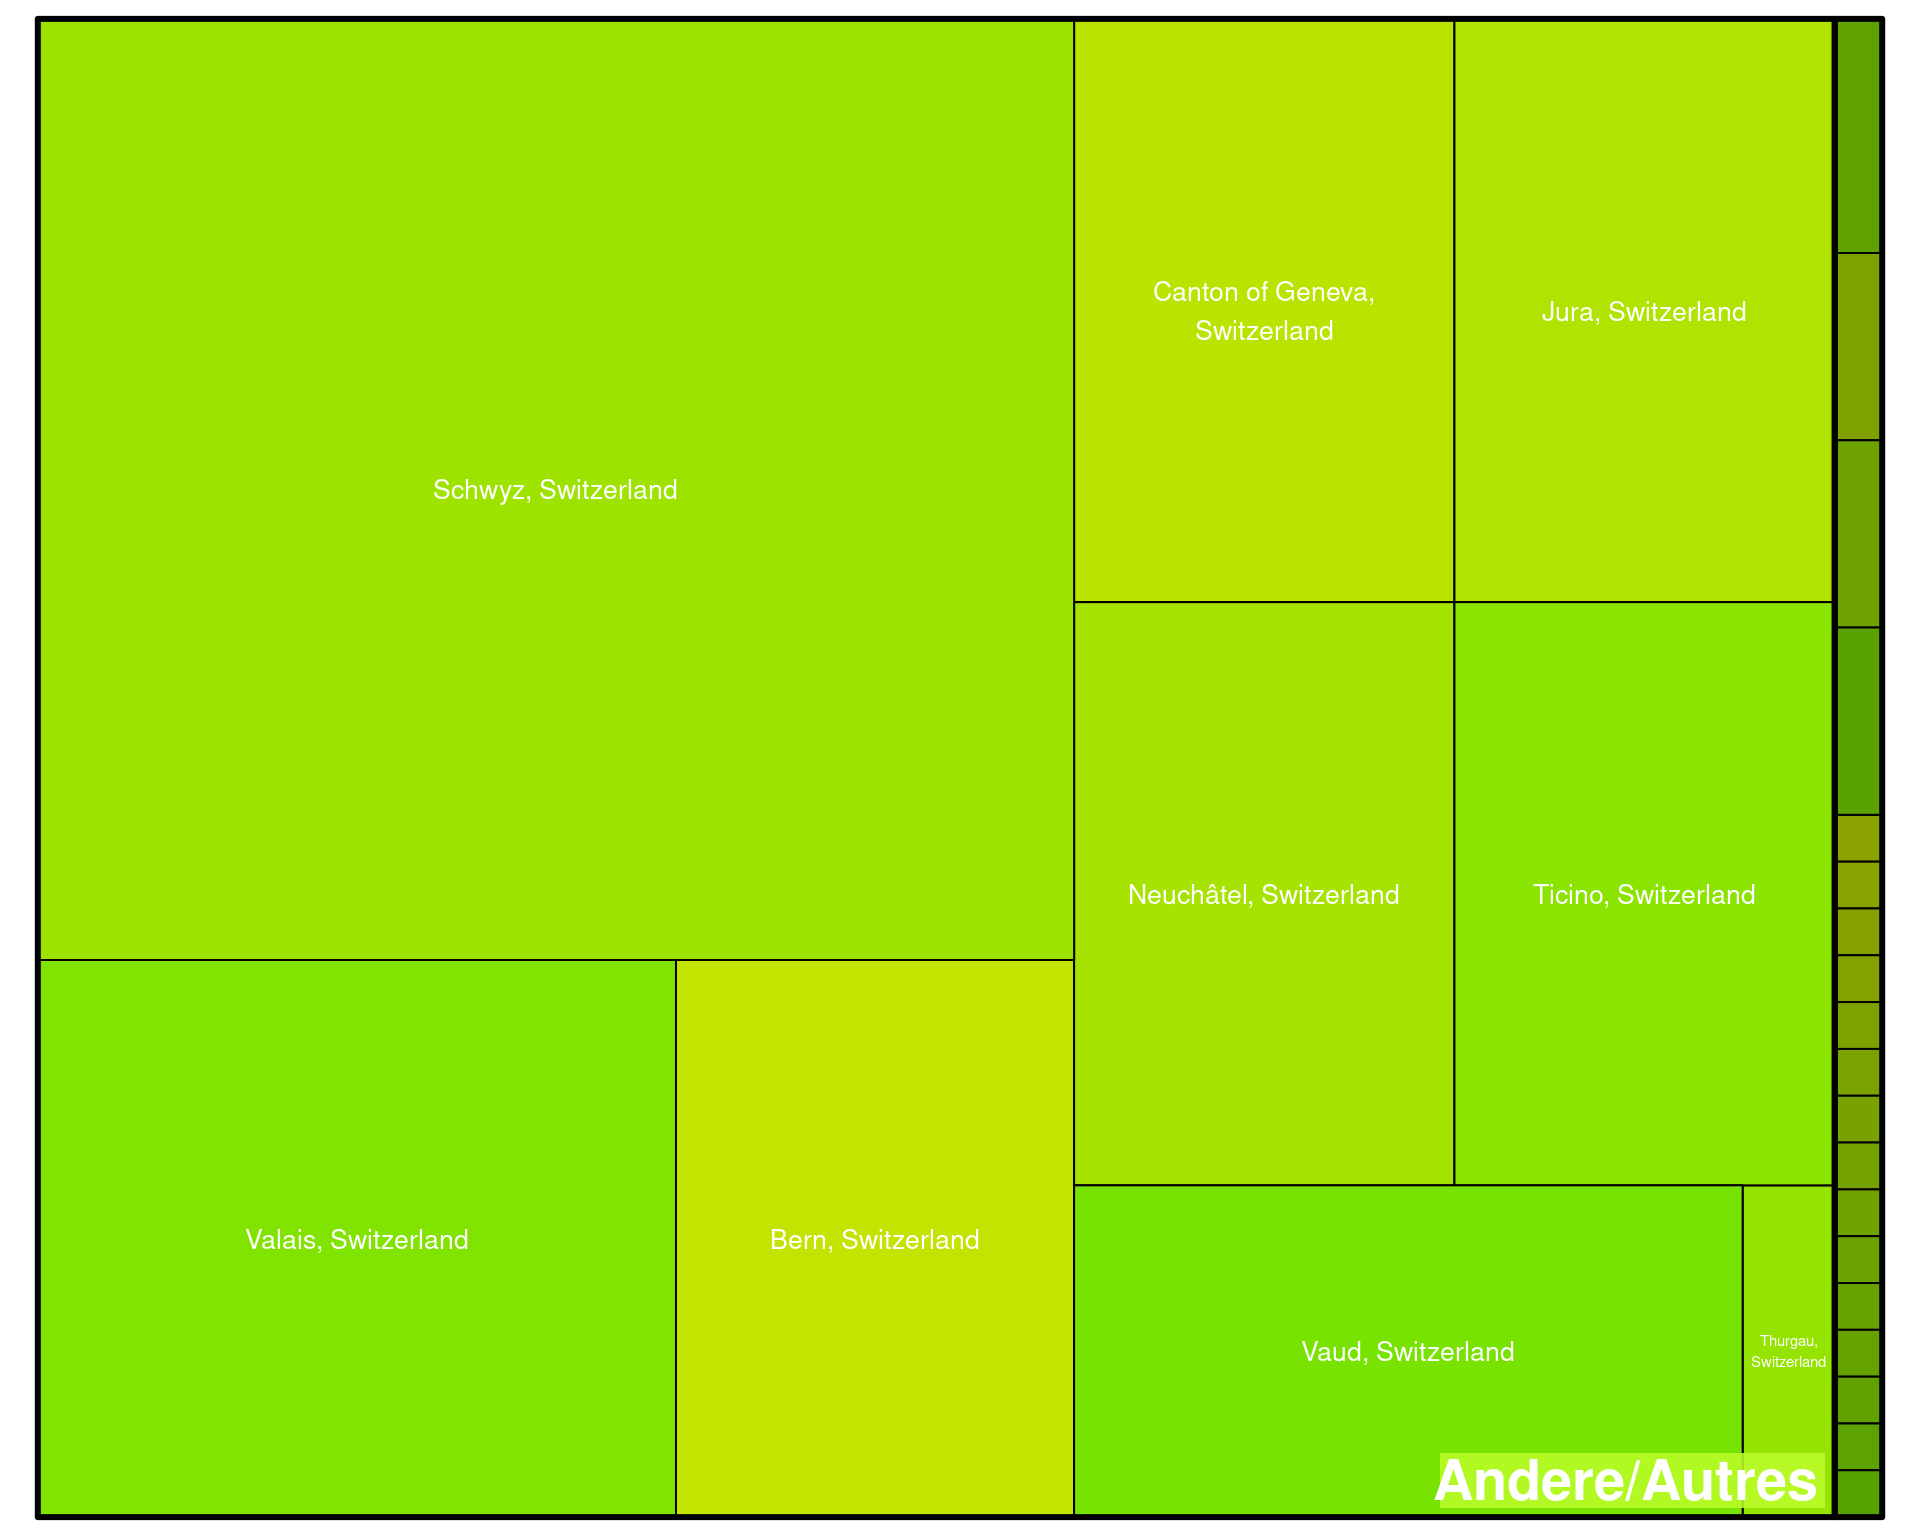 Canton of Geneva,
Switzerland
Jura, Switzerland
Schwyz, Switzerland
Neuchâtel, Switzerland
Ticino, Switzerland
Valais, Switzerland
Bern, Switzerland
Vaud, Switzerland
Thurgau,
Switzerland
Andere/Autres